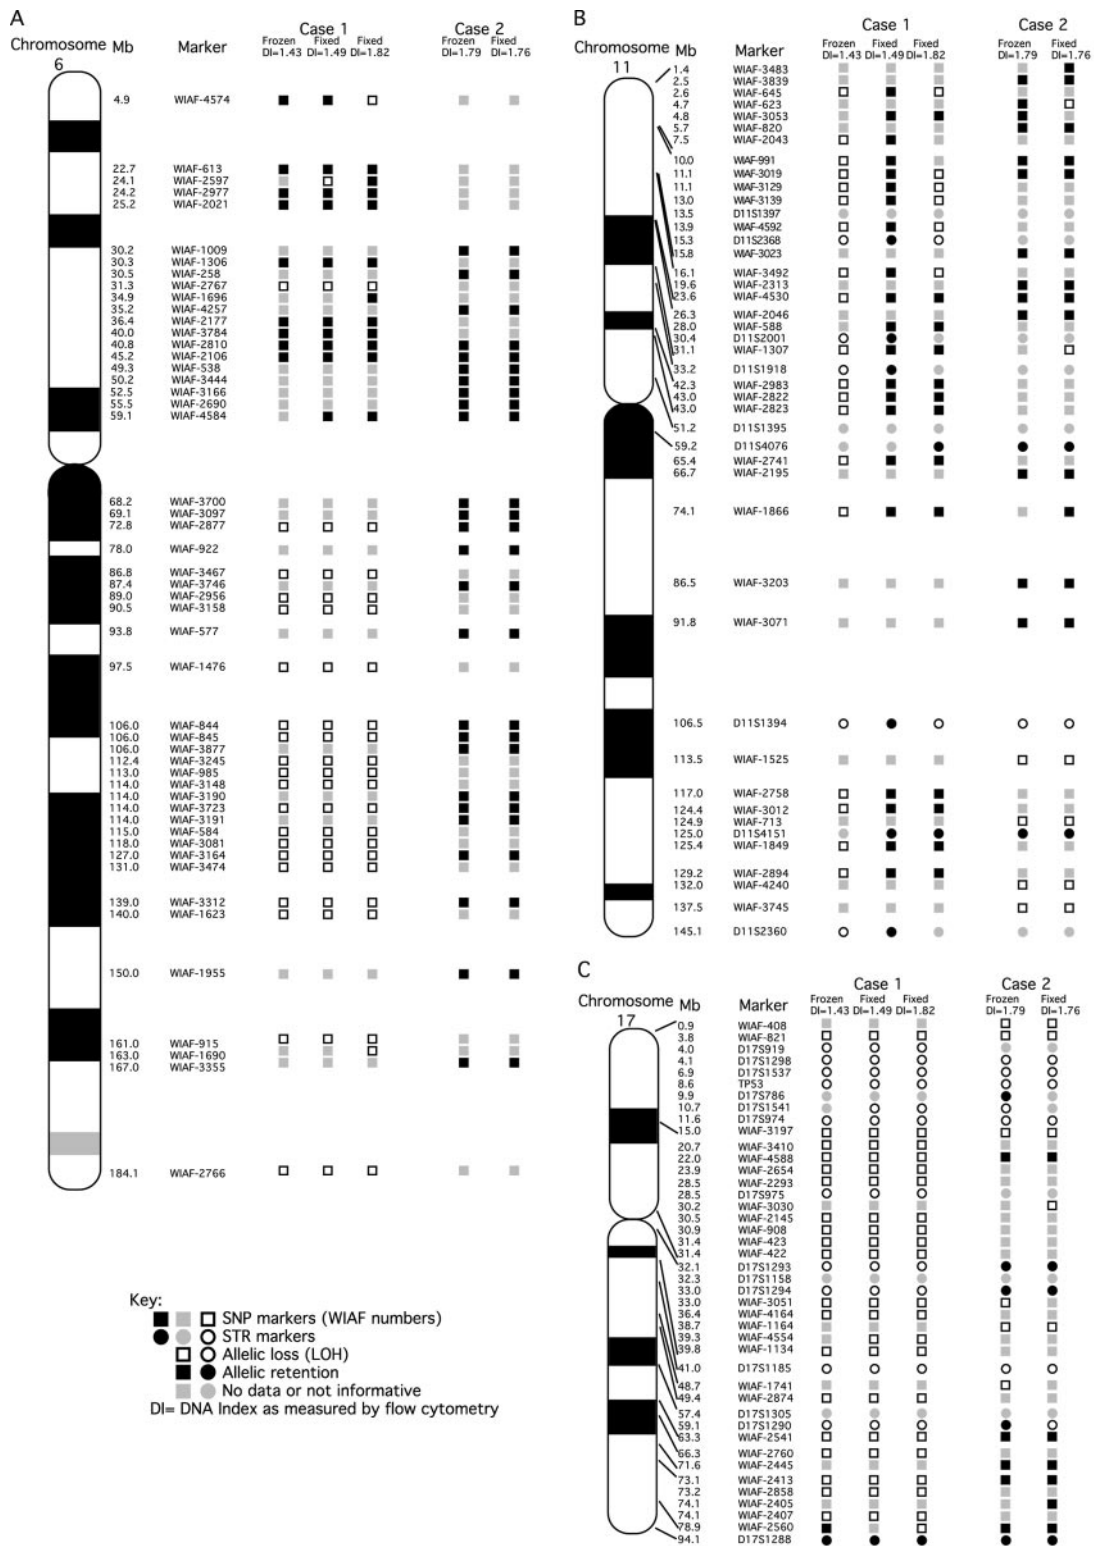 A
Case 1 Case 2
Chromosome Mb Marker Frozen Fixed Fixed Frozen Fixed
DI=1.43 DI=1.49 DI=1.82 DI=1.79 DI=1.76
6
4.9 WIAF-4574
22.7 WIAF-613
24.1 WIAF-2597
24.2 WIAF-2977
25.2 WIAF-2021
30.2 WIAF-1009
30.3 WIAF-1306
30.5 WIAF-258
31.3 WIAF-2767
34.9 WIAF-1696
35.2 WIAF-4257
36.4 WIAF-2177
40.0 WIAF-3784
40.8 WIAF-2810
45.2 WIAF-2106
49.3 WIAF-538
50.2 WIAF-3444
52.5 WIAF-3166
55.5 WIAF-2690
59.1 WIAF-4584
68.2 WIAF-3700
69.1 WIAF-3097
72.8 WIAF-2877
78.0 WIAF-922
86.8 WIAF-3467
87.4 WIAF-3746
89.0 WIAF-2956
90.5 WIAF-3158
93.8 WIAF-577
97.5 WIAF-1476
106.0 WIAF-844
106.0 WIAF-845
106.0 WIAF-3877
112.4 WIAF-3245
113.0 WIAF-985
114.0 WIAF-3148
114.0 WIAF-3190
114.0 WIAF-3723
114.0 WIAF-3191
115.0 WIAF-584
118.0 WIAF-3081
127.0 WIAF-3164
131.0 WIAF-3474
139.0 WIAF-3312
140.0 WIAF-1623
150.0 WIAF-1955
161.0 WIAF-915
163.0 WIAF-1690
167.0 WIAF-3355
184.1 WIAF-2766
Key:
SNP markers (WIAF numbers)
STR markers
Allelic loss (LOH)
Allelic retention
No data or not informative
DI= DNA Index as measured by flow cytometry
B
Case 1 Case 2
Chromosome Mb Marker Frozen Fixed Fixed Frozen Fixed
DI=1.43 DI=1.49 DI=1.82 DI=1.79 DI=1.76
11
1.4 WIAF-3483
2.5 WIAF-3839
2.6 WIAF-645
4.7 WIAF-623
4.8 WIAF-3053
5.7 WIAF-820
7.5 WIAF-2043
10.0 WIAF-991
11.1 WIAF-3019
11.1 WIAF-3129
13.0 WIAF-3139
13.5 D11S1397
13.9 WIAF-4592
15.3 D11S2368
15.8 WIAF-3023
16.1 WIAF-3492
19.6 WIAF-2313
23.6 WIAF-4530
26.3 WIAF-2046
28.0 WIAF-588
30.4 D11S2001
31.1 WIAF-1307
33.2 D11S1918
42.3 WIAF-2983
43.0 WIAF-2822
43.0 WIAF-2823
51.2 D11S1395
59.2 D11S4076
65.4 WIAF-2741
66.7 WIAF-2195
74.1 WIAF-1866
86.5 WIAF-3203
91.8 WIAF-3071
106.5 D11S1394
113.5 WIAF-1525
117.0 WIAF-2758
124.4 WIAF-3012
124.9 WIAF-713
125.0 D11S4151
125.4 WIAF-1849
129.2 WIAF-2894
132.0 WIAF-4240
137.5 WIAF-3745
145.1 D11S2360
C
Case 1 Case 2
Chromosome Mb Marker Frozen Fixed Fixed Frozen Fixed
DI=1.43 DI=1.49 DI=1.82 DI=1.79 DI=1.76
17
0.9 WIAF-408
3.8 WIAF-821
4.0 D17S919
4.1 D17S1298
6.9 D17S1537
8.6 TP53
9.9 D17S786
10.7 D17S1541
11.6 D17S974
15.0 WIAF-3197
20.7 WIAF-3410
22.0 WIAF-4588
23.9 WIAF-2654
28.5 WIAF-2293
28.5 D17S975
30.2 WIAF-3030
30.5 WIAF-2145
30.9 WIAF-908
31.4 WIAF-423
31.4 WIAF-422
32.1 D17S1293
32.3 D17S1158
33.0 D17S1294
33.0 WIAF-3051
36.4 WIAF-4164
38.7 WIAF-1164
39.3 WIAF-4554
39.8 WIAF-1134
41.0 D17S1185
48.7 WIAF-1741
49.4 WIAF-2874
57.4 D17S1305
59.1 D17S1290
63.3 WIAF-2541
66.3 WIAF-2760
71.6 WIAF-2445
73.1 WIAF-2413
73.2 WIAF-2858
74.1 WIAF-2405
74.1 WIAF-2407
78.9 WIAF-2560
94.1 D17S1288